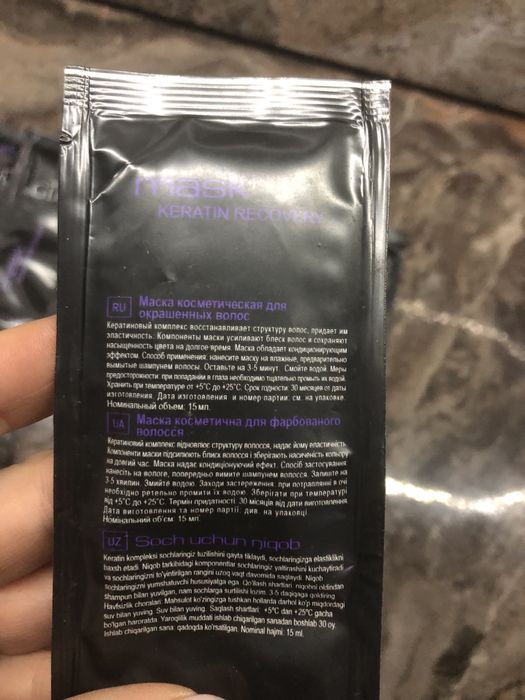 mask
KERATIN RECOVERY
RU Маска косметическая для
окрашенных волос
Кератиновый комплекс восстанавливает структуру волос, придает им
эластичность. Компоненты маски усиливают блеск волос и сохраняют
насыщенность цвета на долгое время. Маска обладает кондиционирующим
эффектом. Способ применения: нанесите маску на влажные, предварительно
вымытые шампунем волосы. Оставьте на 3-5 минут. Смойте водой. Меры
предосторожности: при попадании в глаза необходимо тщательно промыть их водой.
Хранить при температуре от +5°С до +25°С. Срок годности: 30 месяцев от даты
изготовления. Дата изготовления и номер партии: см. на упаковке.
Номинальный объем: 15 мл.
UA Маска косметична для фарбованого
волосся
Кератиновий комплекс відновлює структуру волосся, надає йому еластичність.
Компоненти маски підсилюють блиск волосся і зберігають насиченість кольору
на довгий час. Маска надає кондиціонуючий ефект. Спосіб застосування:
нанесіть на вологе, попередньо вимите шампунем волосся. Залиште на
3-5 хвилин. Змийте водою. Заходи застереження: при потраплянні в очі
необхідно ретельно промити їх водою. Зберігати при температурі
від +5°С до +25°С. Термін придатності: 30 місяців від дати виготовлення
Дата виготовлення та номер партії: див. на упаковці.
Номінальний об'єм: 15 мл.
UZ Soch uchun niqob
Keratin kompleksi sochlaringiz tuzilishini qayta tiklaydi, sochlaringizga elastiklikni
baxsh etadi. Niqob tarkibidagi komponentlar sochlaringiz yaltirashini kuchaytiradi
va sochlaringizni to'yintirilgan rangini uzoq vaqt davomida saqlaydi. Niqob
sochlaringizni yumshatuvchi hususiyatga ega. Qo'llash shartlari: niqobni oldindan
shampun bilan yuvilgan, nam sochlarga surtilishi lozim. 3-5 daqiqaga qoldiring
Havfsizlik choralari. Mahsulot ko'zingizga tushkan hollarda darhol ko'p miqdordagi
suv bilan yuving. Suv bilan yuving. Saqlash shartlari. +5°C dan +25°C gacha
bo'lgan haroratda. Yaroqlilik muddati ishlab chiqarilgan sanadan boshlab 30 oy.
Ishlab chiqarilgan sana: qadoqda ko'rsatilgan. Nominal hajmi. 15 ml.